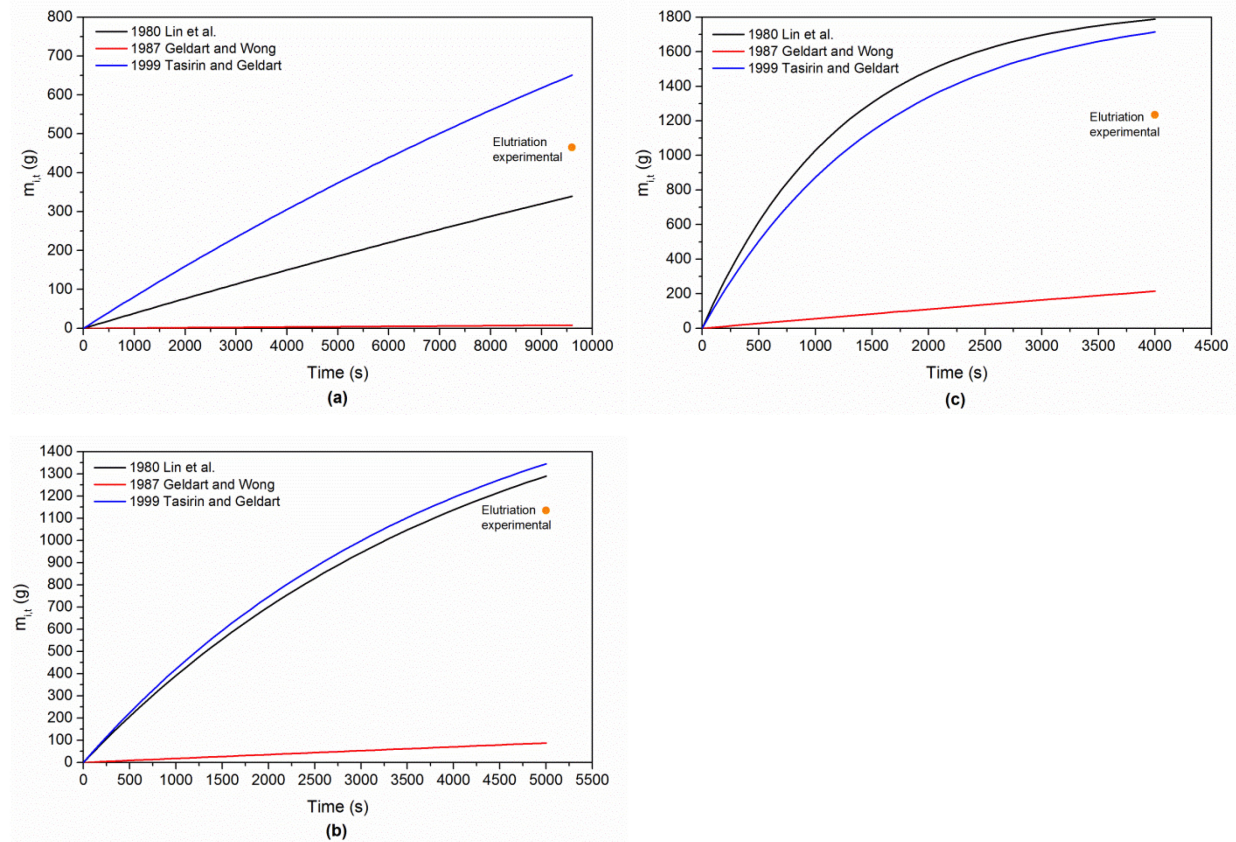 800
700
600
500
400
300
200
100
0
m_{i,t} (g)
1980 Lin et al.
1987 Geldart and Wong
1999 Tasirin and Geldart
Elutriation
experimental
0 1000 2000 3000 4000 5000 6000 7000 8000 9000 10000
Time (s)
(a)
1800
1600
1400
1200
1000
800
600
400
200
0
m_{i,t} (g)
1980 Lin et al.
1987 Geldart and Wong
1999 Tasirin and Geldart
Elutriation
experimental
0 500 1000 1500 2000 2500 3000 3500 4000 4500
Time (s)
(c)
1400
1300
1200
1100
1000
900
800
700
600
500
400
300
200
100
0
m_{i,t} (g)
1980 Lin et al.
1987 Geldart and Wong
1999 Tasirin and Geldart
Elutriation
experimental
0 500 1000 1500 2000 2500 3000 3500 4000 4500 5000 5500
Time (s)
(b)